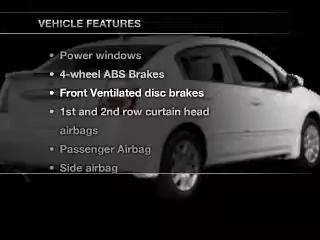 VEHICLE FEATURES
• Power windows
• 4-wheel ABS Brakes
• Front Ventilated disc brakes
• 1st and 2nd row curtain head
airbags
• Passenger Airbag
• Side airbag